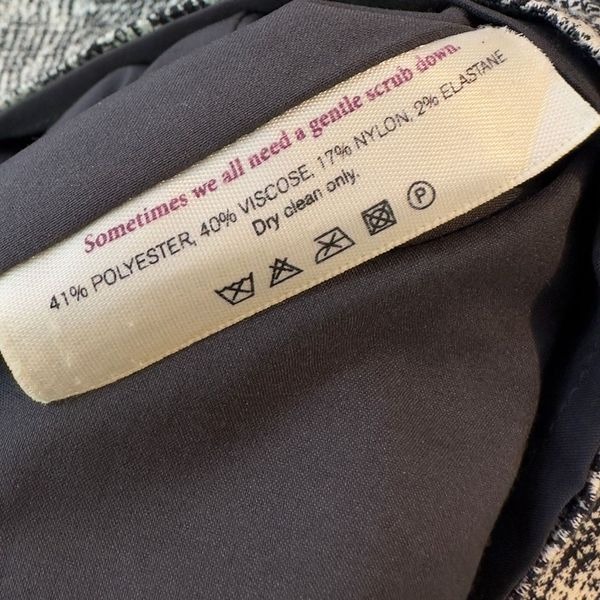 Sometimes we all need a gentle scrub down.
41% POLYESTER, 40% VISCOSE, 17% NYLON, 2% ELASTANE
Dry clean only.
P